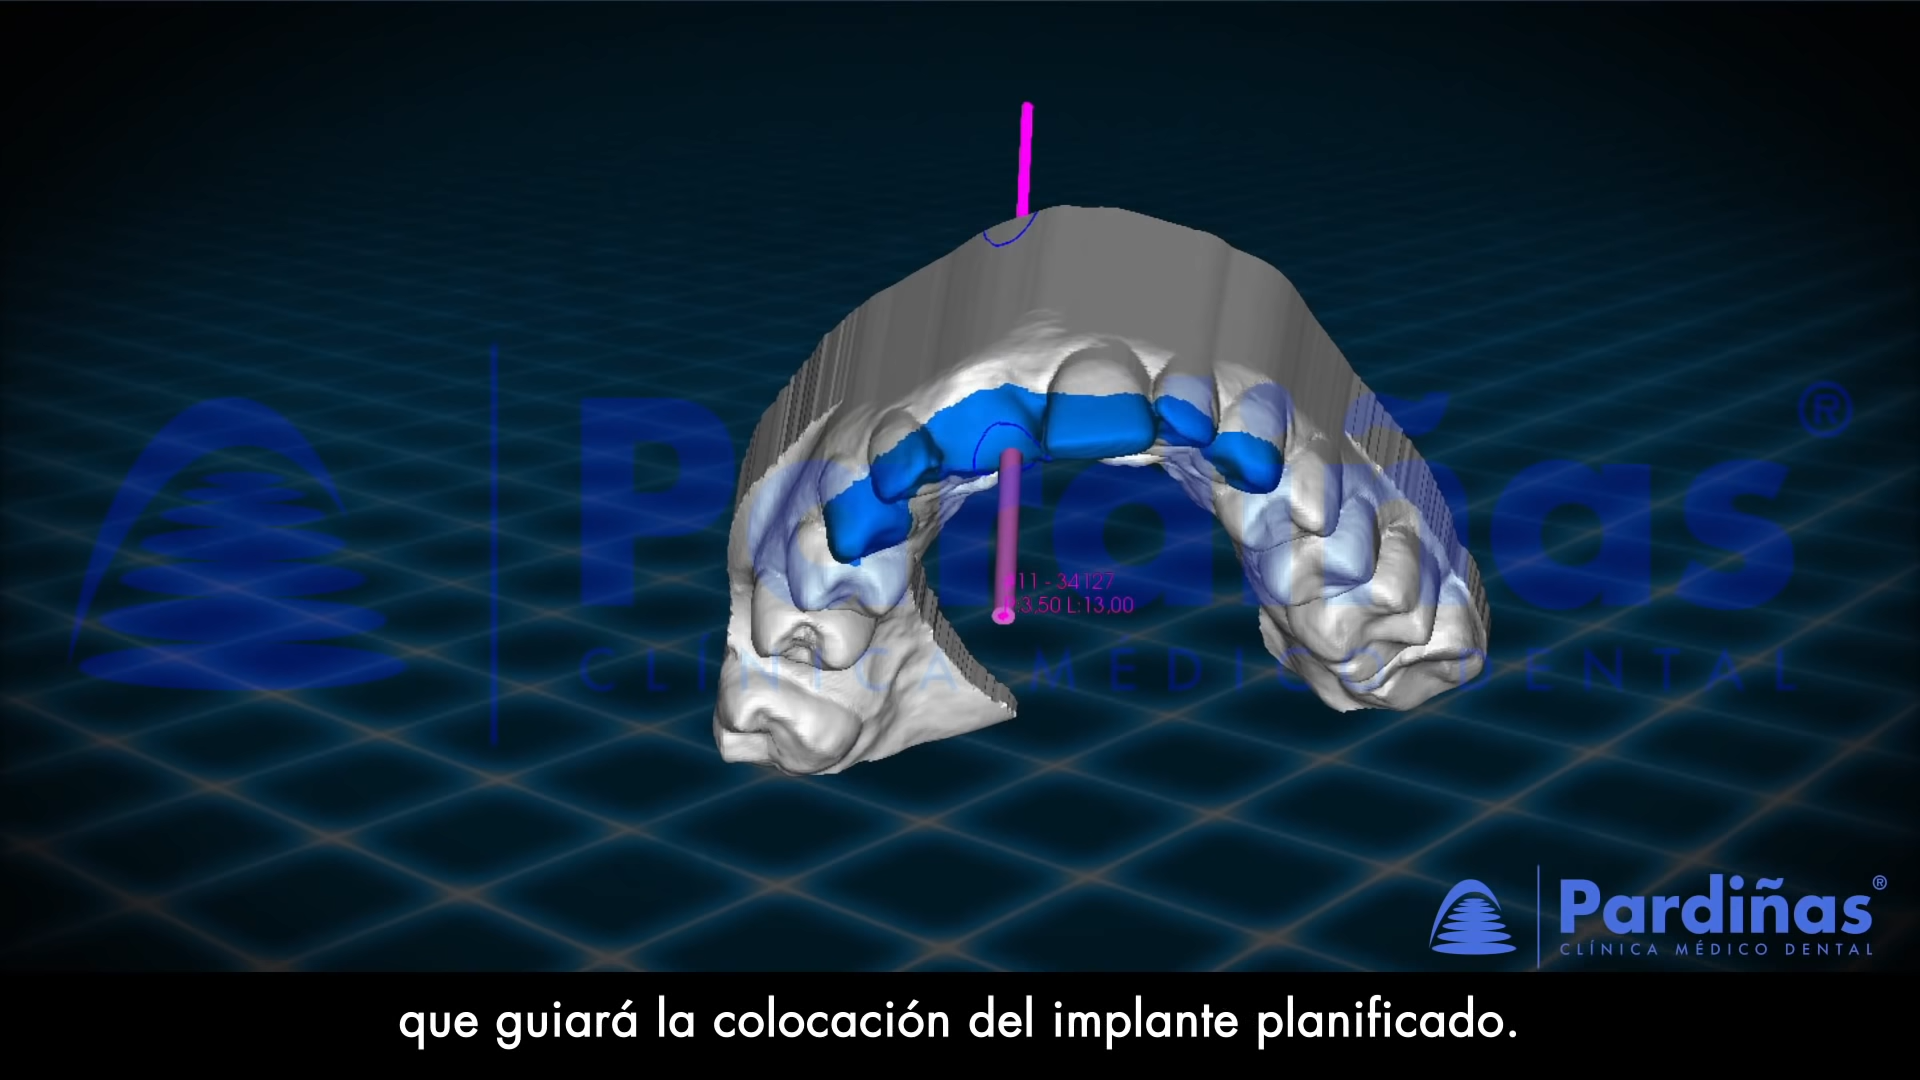 Pardiñas®
CLÍNICA MÉDICO DENTAL
11 - 34127
3,50 L:13,00
Pardiñas®
CLÍNICA MÉDICO DENTAL
que guiará la colocación del implante planificado.